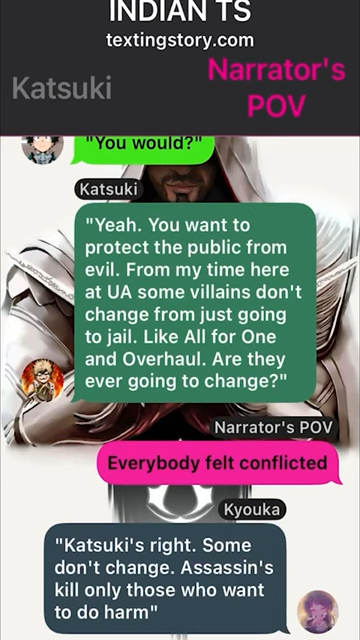 INDIAN TS
textingstory.com
Katsuki
Narrator's
POV
"You would?"
Katsuki
"Yeah. You want to
protect the public from
evil. From my time here
at UA some villains don't
change from just going
to jail. Like All for One
and Overhaul. Are they
ever going to change?"
Narrator's POV
Everybody felt conflicted
Kyouka
"Katsuki's right. Some
don't change. Assassin's
kill only those who want
to do harm"